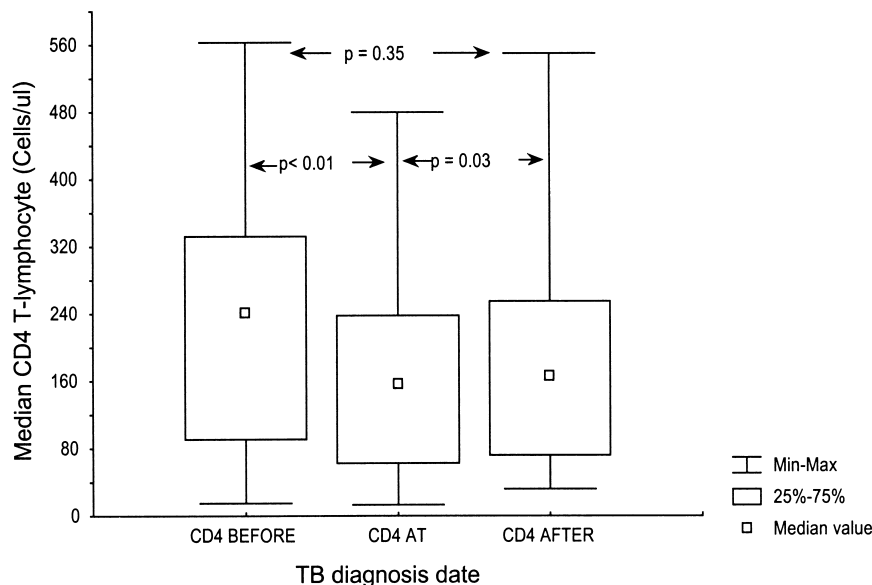 Median CD4 T-lymphocyte (Cells/ul)
560
480
400
320
240
160
80
0
p = 0.35
p< 0.01
p = 0.03
CD4 BEFORE
CD4 AT
CD4 AFTER
TB diagnosis date
Min-Max
25%-75%
Median value